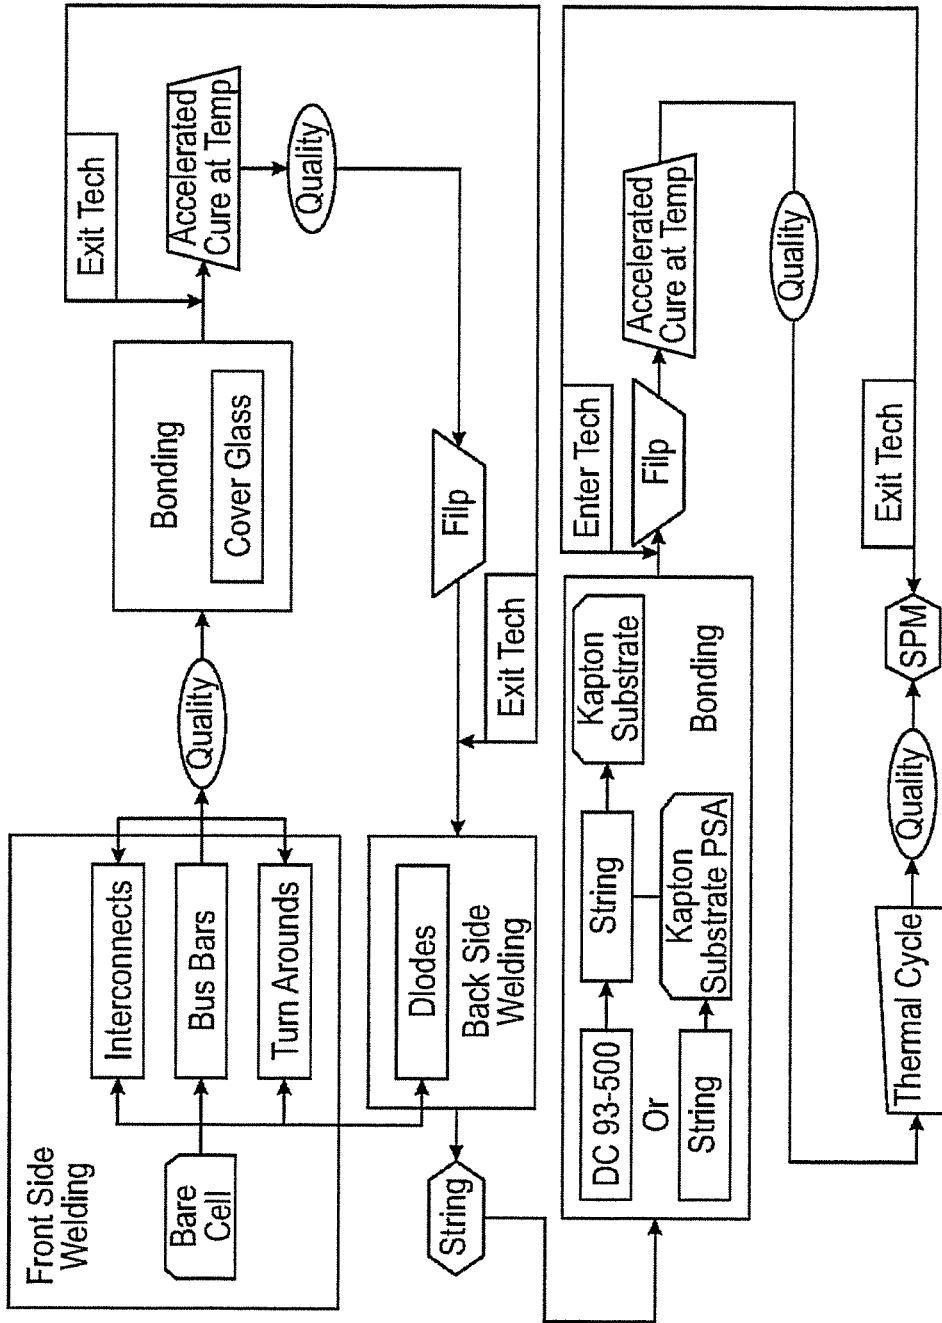 Front Side
Welding
Bare
Cell
Interconnects
Bus Bars
Turn Arounds
Quality
Bonding
Cover Glass
Exit Tech
Accelerated
Cure at Temp
Quality
Filp
Exit Tech
Dlodes
Back Side
Welding
String
DC 93-500
Or
String
String
Kapton
Substrate PSA
Kapton
Substrate
Bonding
Enter Tech
Filp
Accelerated
Cure at Temp
Quality
Thermal Cycle
Quality
SPM
Exit Tech